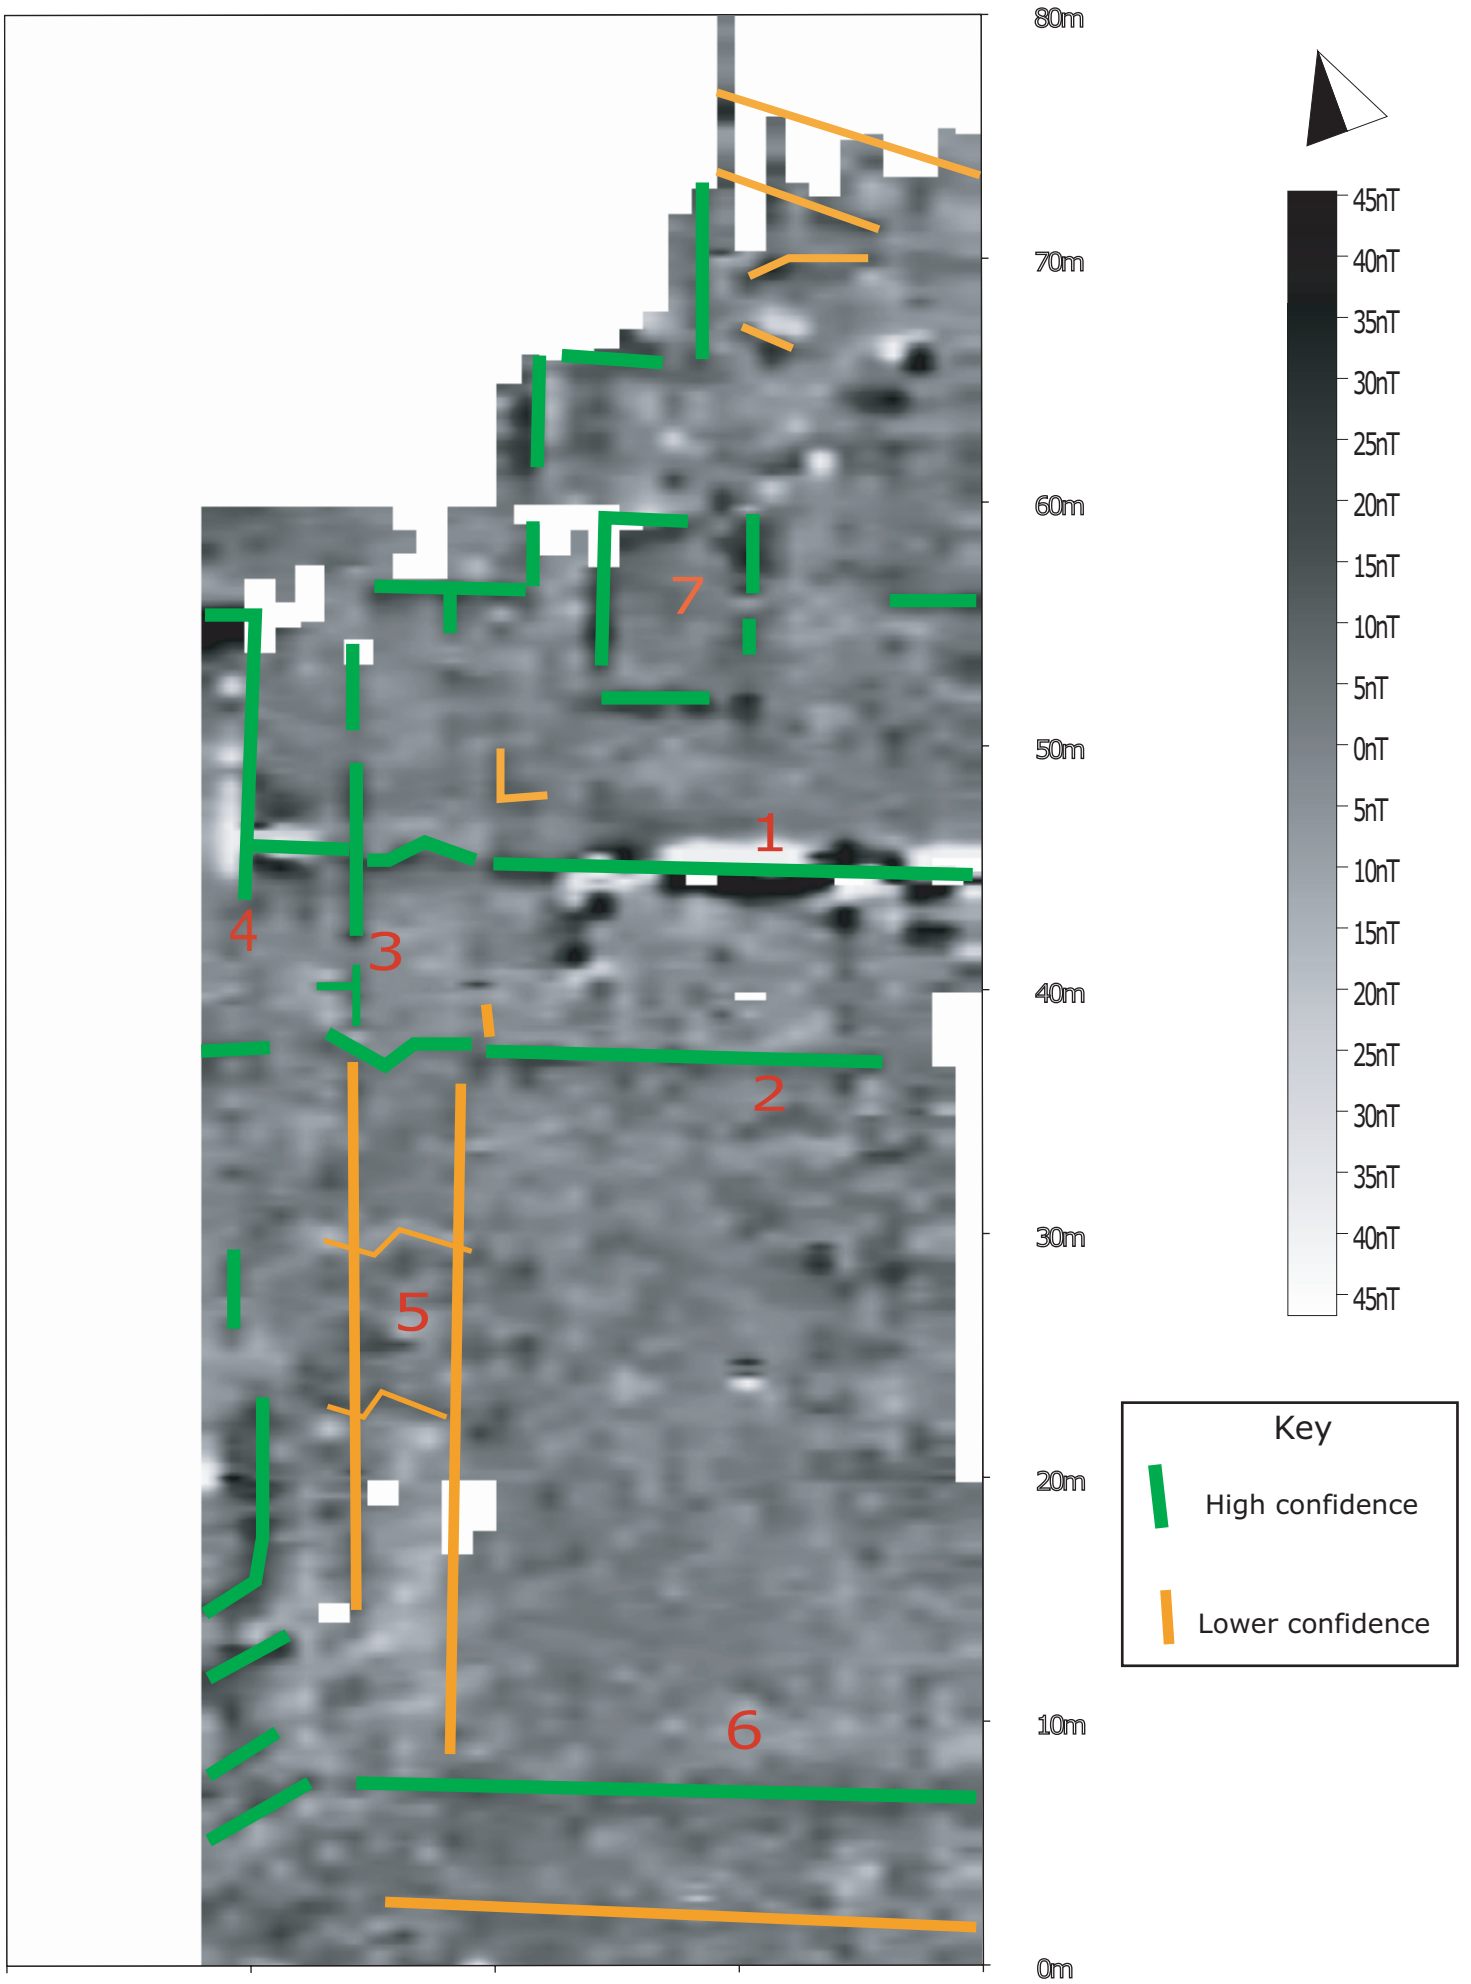 80m
70m
60m
50m
40m
30m
20m
10m
0m
7
1
4
3
2
5
6
45nT
40nT
35nT
30nT
25nT
20nT
15nT
10nT
5nT
0nT
5nT
10nT
15nT
20nT
25nT
30nT
35nT
40nT
45nT
Key
High confidence
Lower confidence